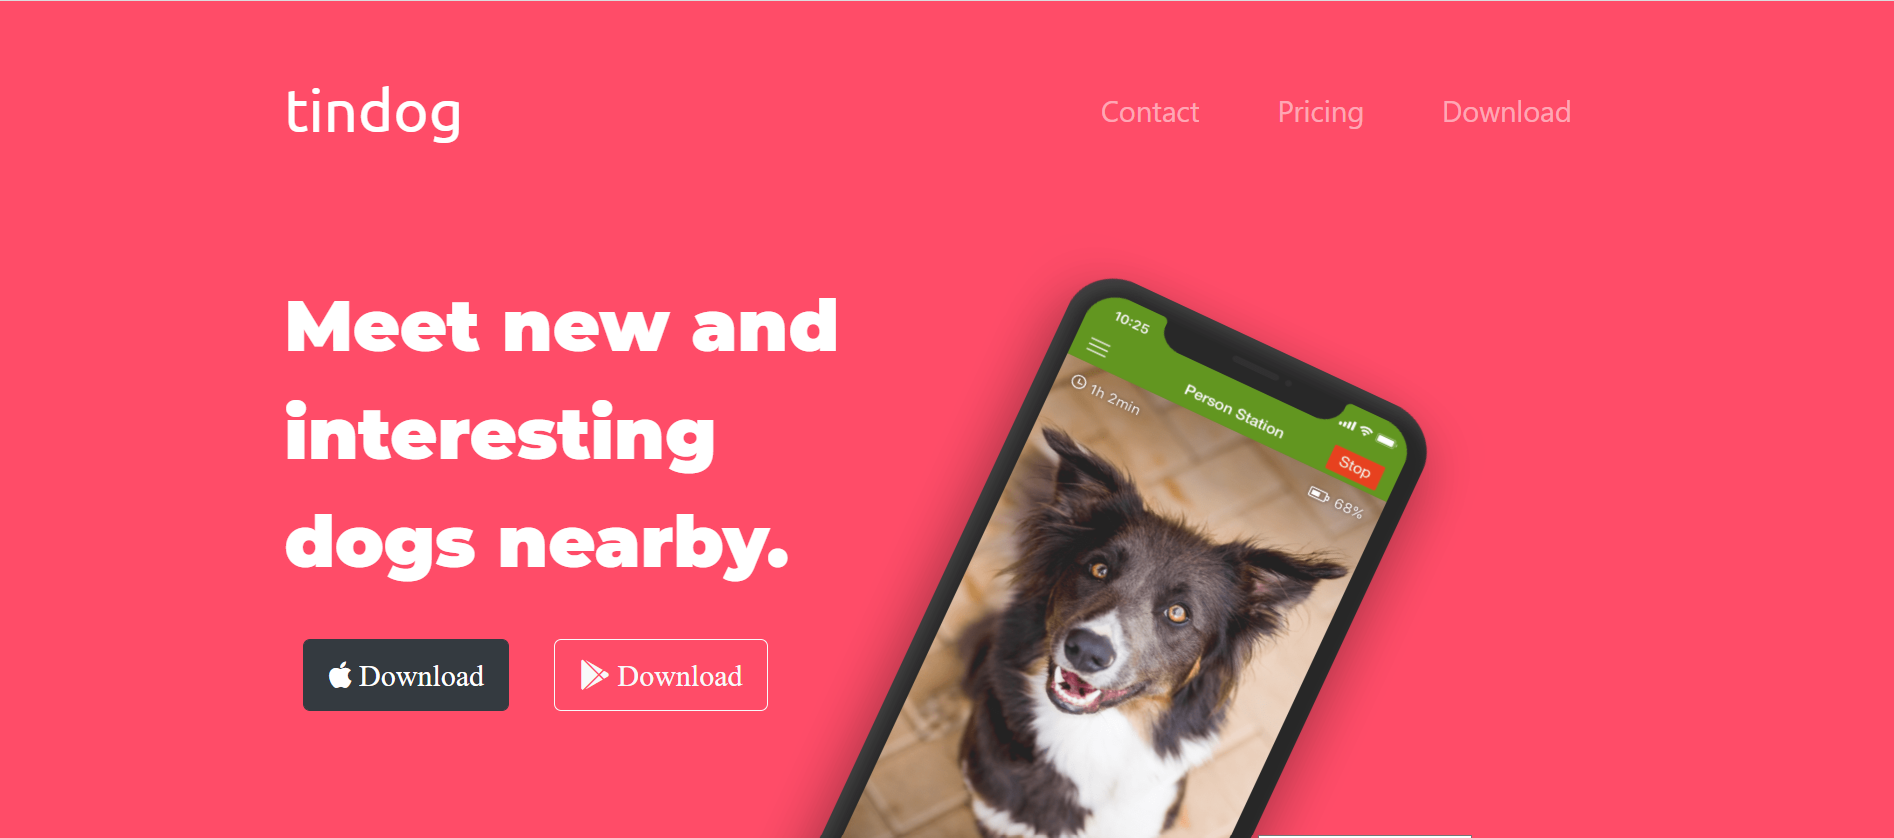 tindog
Contact Pricing Download
Meet new and
interesting
dogs nearby.
Download Download
10:25
1h 2min
Person Station
Stop
68%